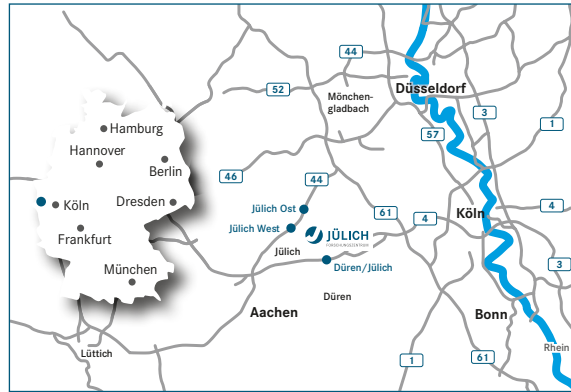 44
Düsseldorf
52
Mönchen-
gladbach
3
1
57
Hamburg
Hannover
Berlin
46
44
Köln
Dresden
Jülich Ost
61
4
Köln
4
Jülich West
JÜLICH
FORSCHUNGSZENTRUM
Frankfurt
Jülich
Düren/Jülich
3
München
Düren
Aachen
Bonn
Lüttich
Rhein
1
61